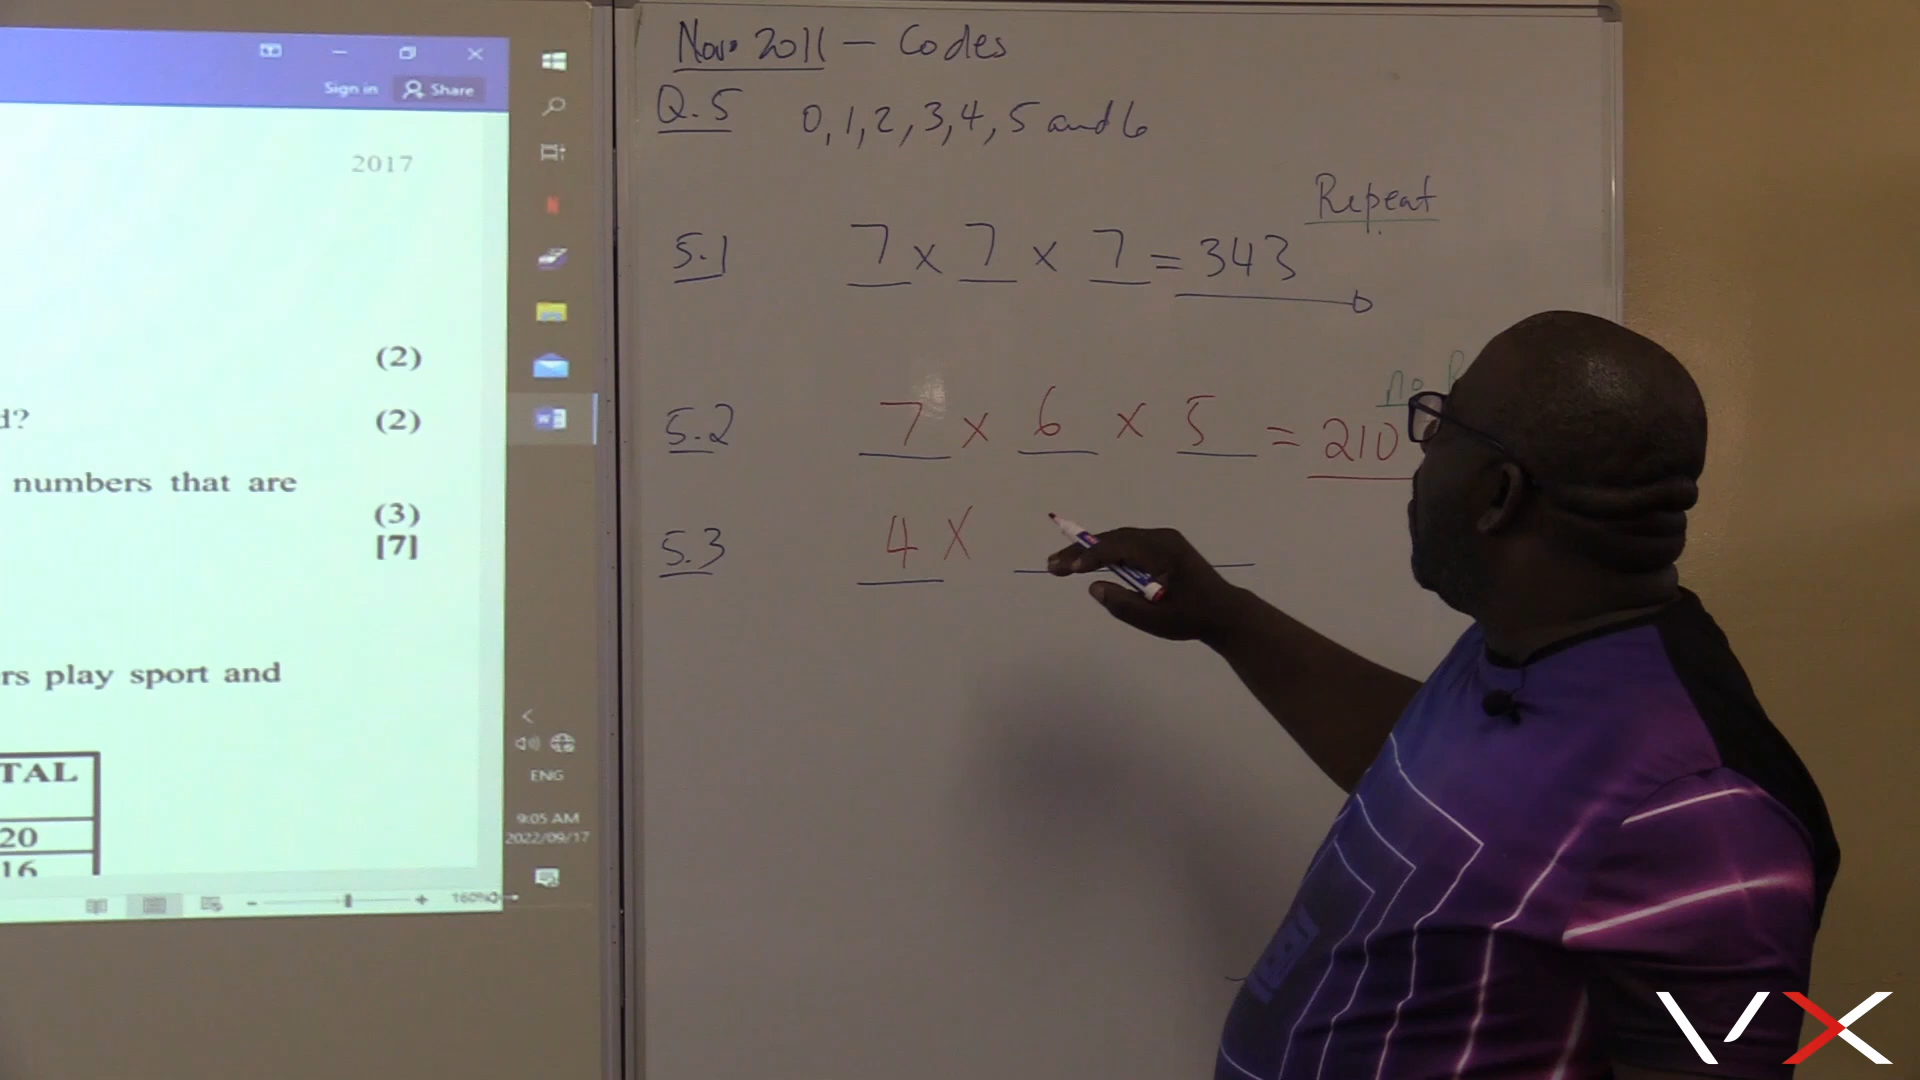 Sign in Share
2017
(2)
d?
(2)
numbers that are
(3)
[7]
rs play sport and
TAL
20
16
ENG
9:05 AM
2022/09/17
160%
Nov. 2011 – Codes
Q.5 0, 1, 2, 3, 4, 5 and 6
Repeat
5.1 7 x 7 x 7 = 343
no
5.2 7 x 6 x 5 = 210
5.3 4 x
VX